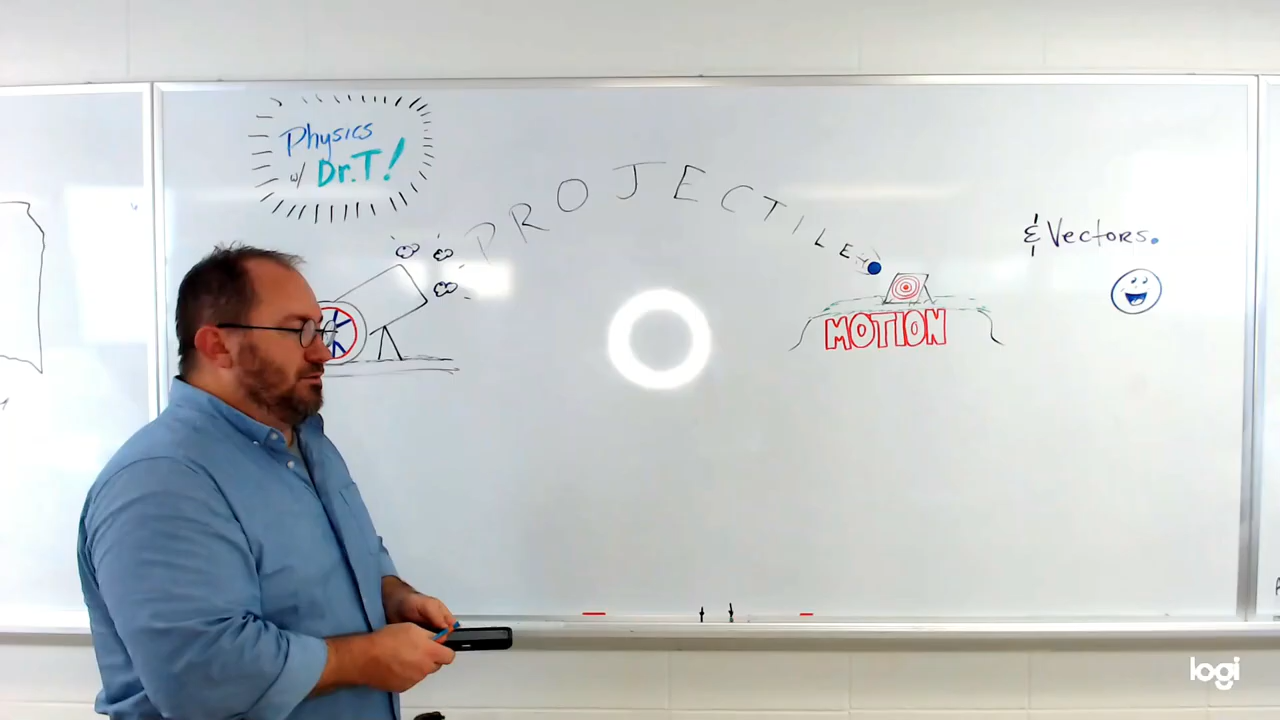 Physics
w/ Dr.T!
PROJECTILE
MOTION
& Vectors.
logi